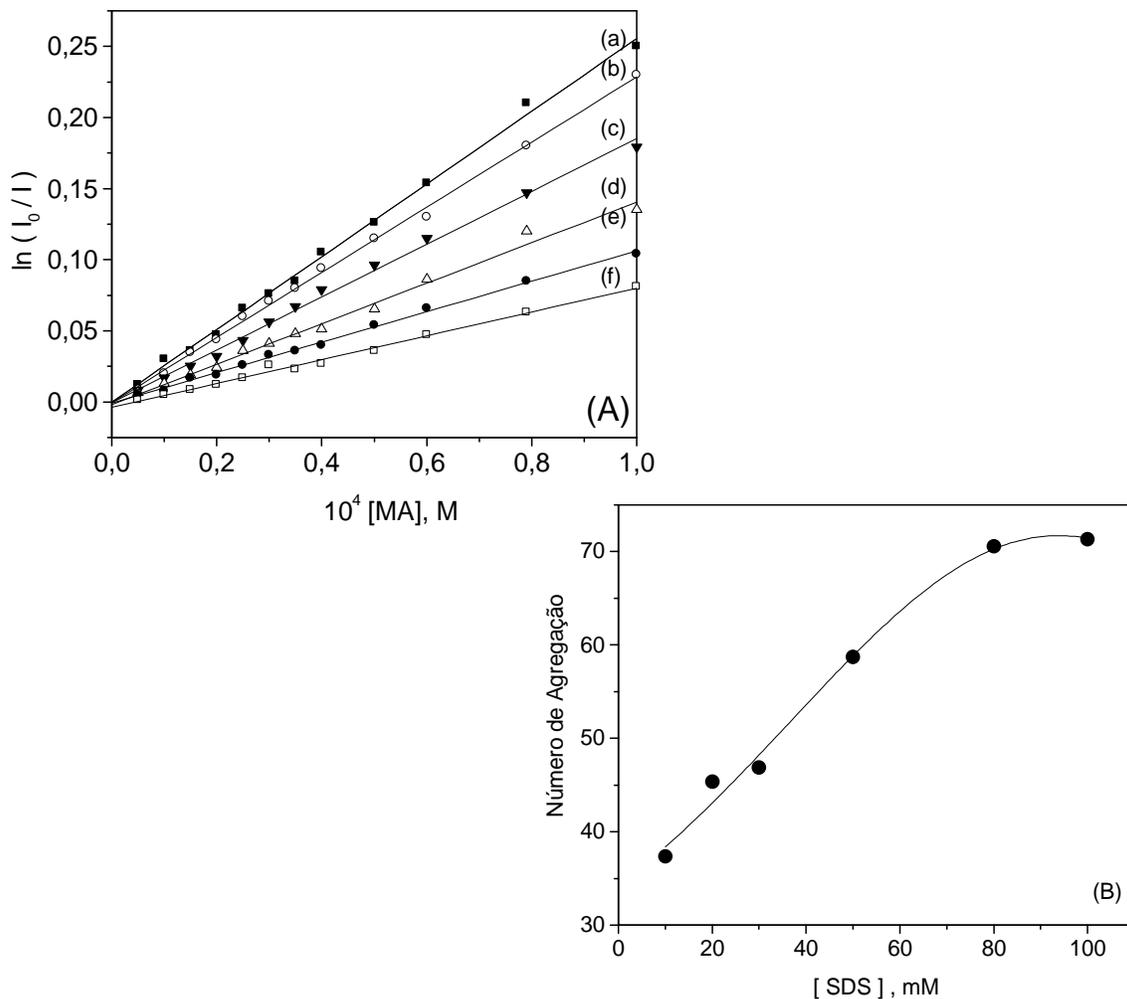 0,25
0,20
0,15
0,10
0,05
0,00
ln ( I0 / I )
(a)
(b)
(c)
(d)
(e)
(f)
(A)
0,0 0,2 0,4 0,6 0,8 1,0
10^4 [MA], M
70
60
50
40
30
Número de Agregação
(B)
0 20 40 60 80 100
[ SDS ] , mM